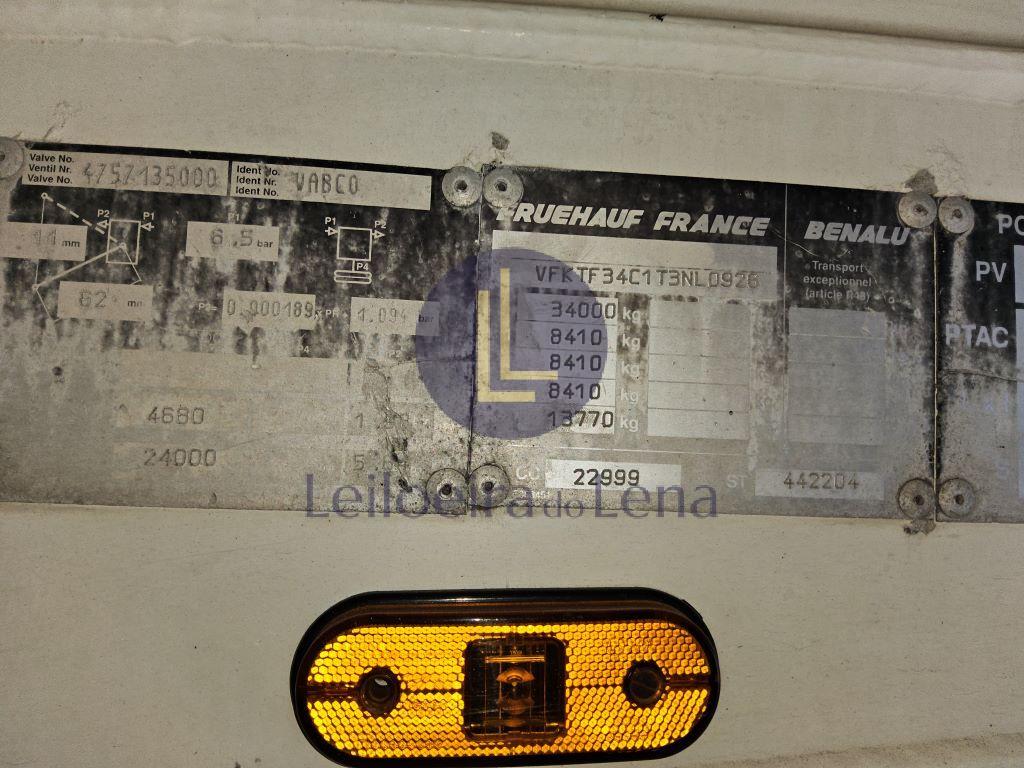 Valve No.
Ventil Nr.
Valve No.
4757135000
Ident No.
Ident Nr.
Ident No.
VABCO
P2
P1
11 mm
P1
6.5 bar
P1
P2
P4
62 mm
0.000189
1.094 bar
4680
1
24000
5
FRUEHAUF FRANCE
VFKTF34C1T3NL0926
34000 kg
8410 kg
8410 kg
8410 kg
13770 kg
22999
BENALU
Transport
exceptionnel
(article R48)
ST 442204
PV
PTAC
LL
Leiloeira do Lena